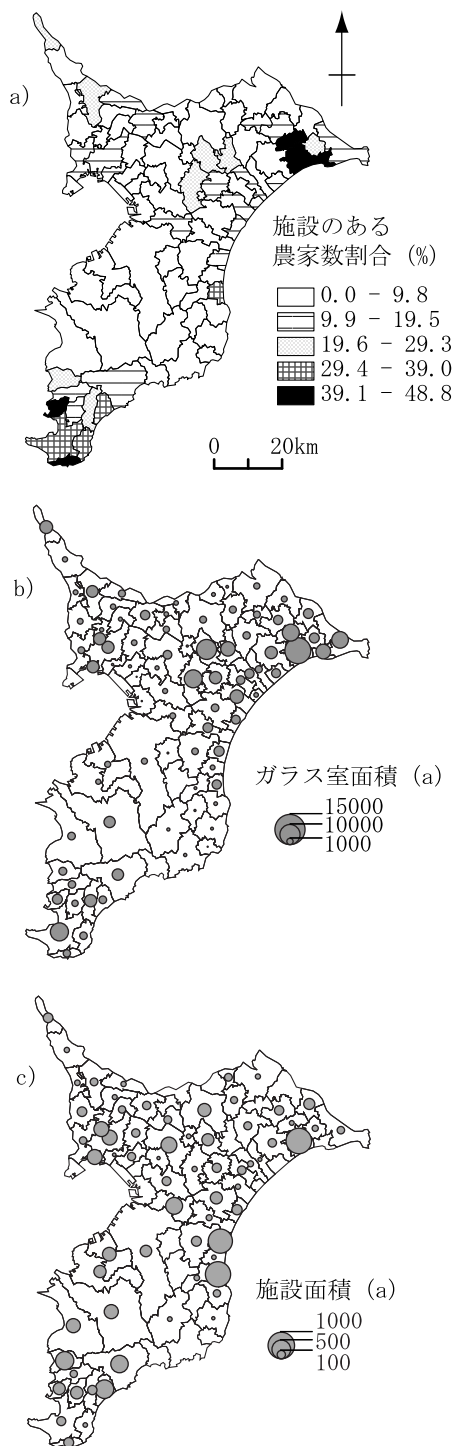 a)
施設のある
農家数割合 (%)
0.0 - 9.8
9.9 - 19.5
19.6 - 29.3
29.4 - 39.0
39.1 - 48.8
0 20km
b)
ガラス室面積 (a)
15000
10000
1000
c)
施設面積 (a)
1000
500
100